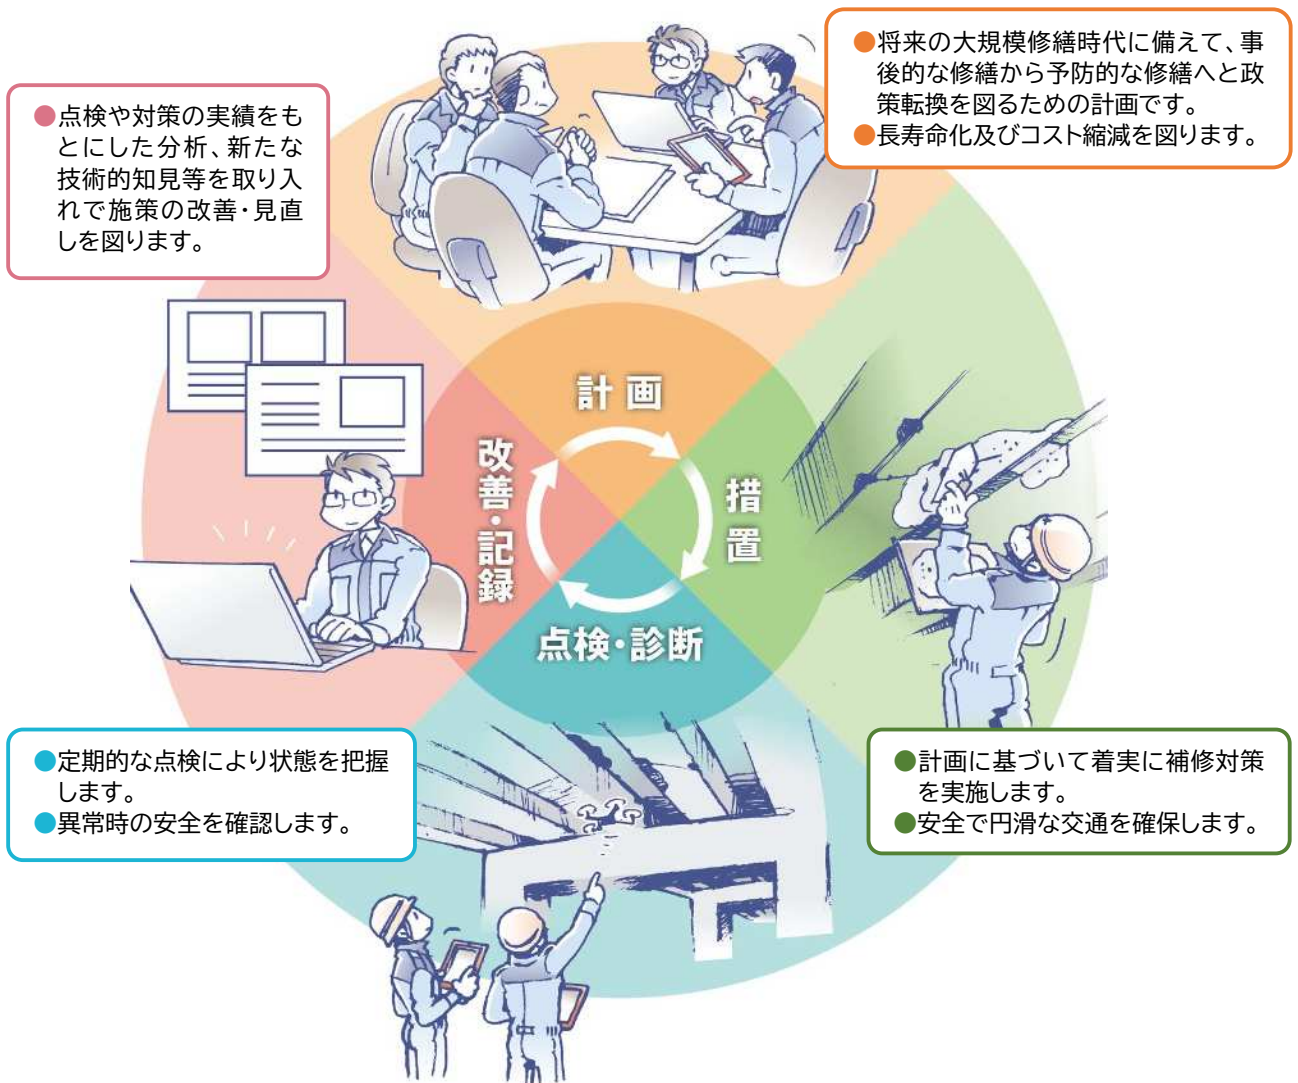 ●将来の大規模修繕時代に備えて、事
後的な修繕から予防的な修繕へと政
策転換を図るための計画です。
●長寿命化及びコスト縮減を図ります。
●点検や対策の実績をも
とにした分析、新たな
技術的知見等を取り入
れで施策の改善・見直
しを図ります。
計画
措置
点検・診断
改善・記録
●定期的な点検により状態を把握
します。
●異常時の安全を確認します。
●計画に基づいて着実に補修対策
を実施します。
●安全で円滑な交通を確保します。